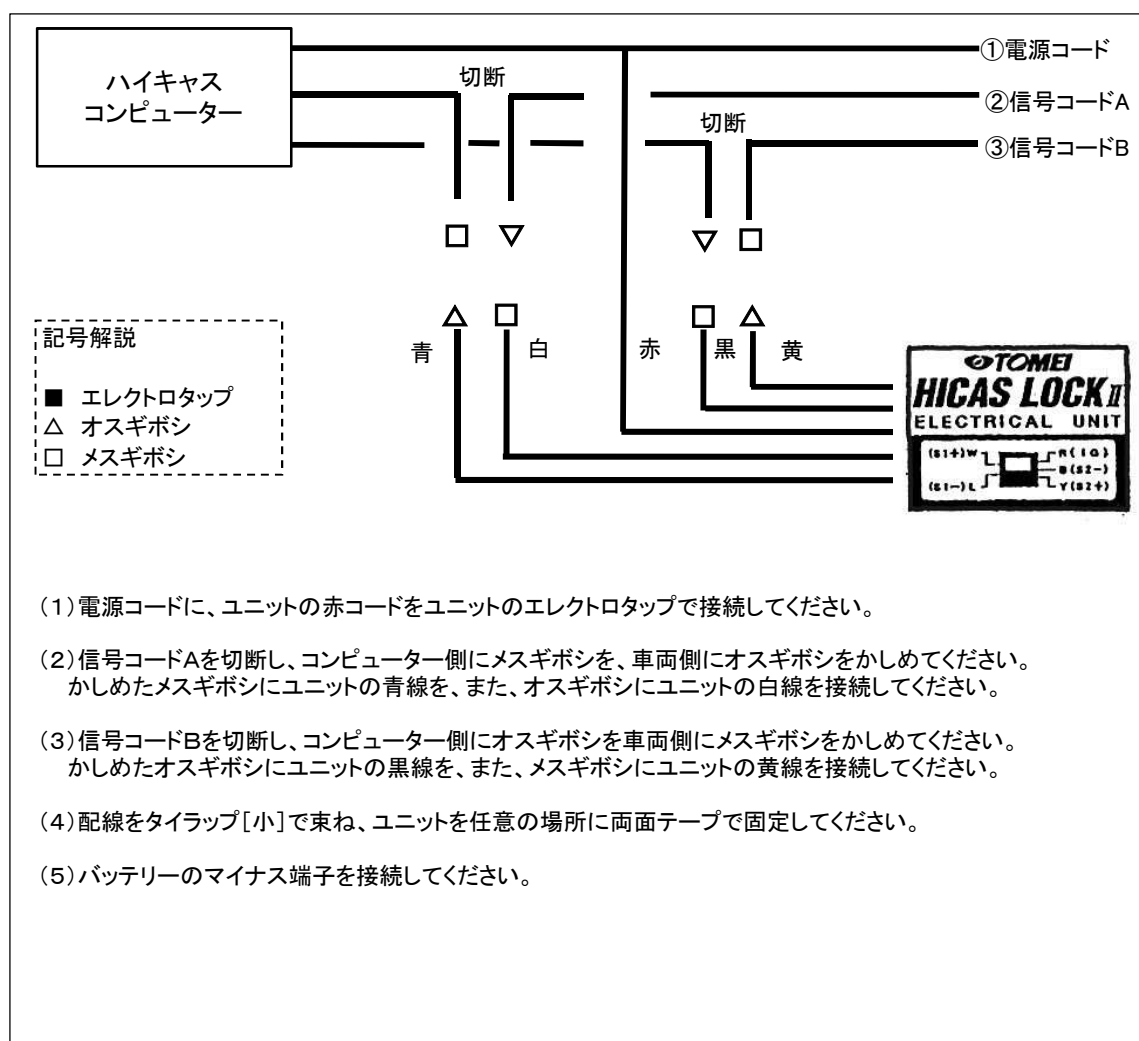 ハイキャス
コンピューター
切断
切断
①電源コード
②信号コードA
③信号コードB
記号解説
■ エレクトロタップ
△ オスギボシ
□ メスギボシ
青
白
赤
黒
黄
TOMEI
HICAS LOCK II
ELECTRICAL UNIT
(S1+)W
(S1-)L
R(IG)
B(S2-)
Y(S2+)
(1)電源コードに、ユニットの赤コードをユニットのエレクトロタップで接続してください。
(2)信号コードAを切断し、コンピューター側にメスギボシを、車両側にオスギボシをかしめてください。
かしめたメスギボシにユニットの青線を、また、オスギボシにユニットの白線を接続してください。
(3)信号コードBを切断し、コンピューター側にオスギボシを車両側にメスギボシをかしめてください。
かしめたオスギボシにユニットの黒線を、また、メスギボシにユニットの黄線を接続してください。
(4)配線をタイラップ[小]で束ね、ユニットを任意の場所に両面テープで固定してください。
(5)バッテリーのマイナス端子を接続してください。